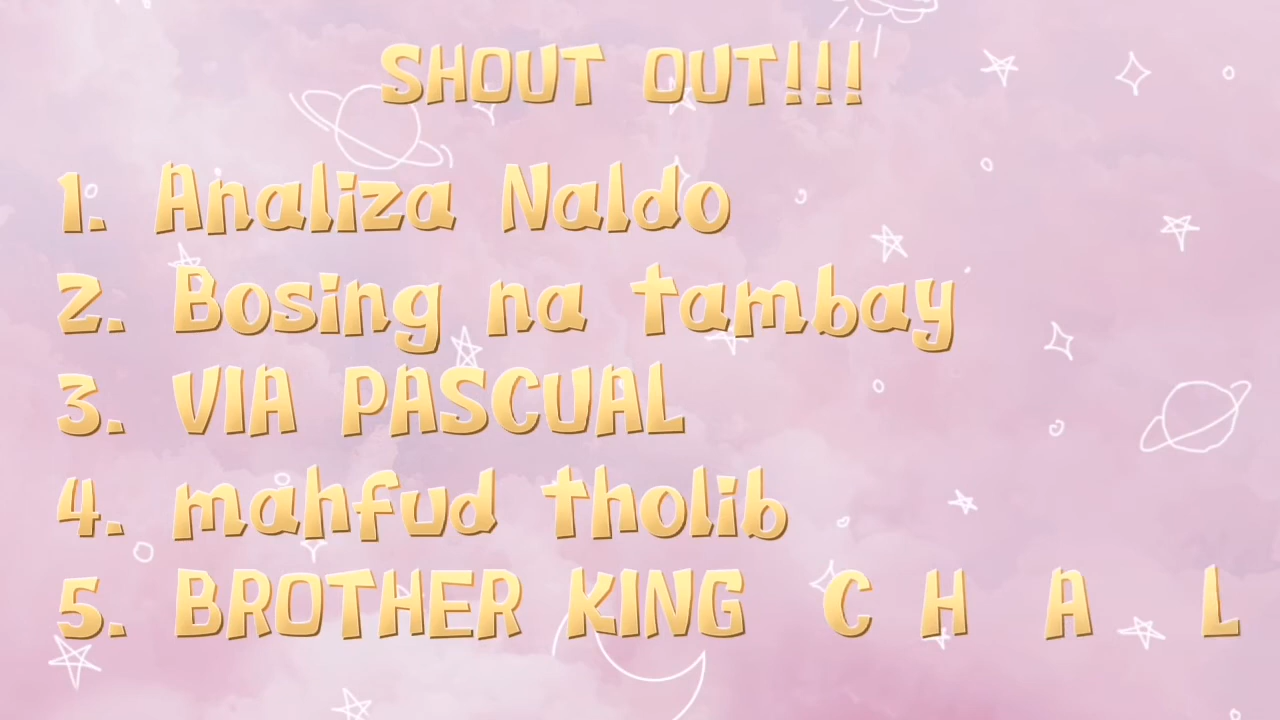 SHOUT OUT!!!
1. Analiza Naldo
2. Bosing na tambay
3. VIA PASCUAL
4. mahfud tholib
5. BROTHER KING C H A L